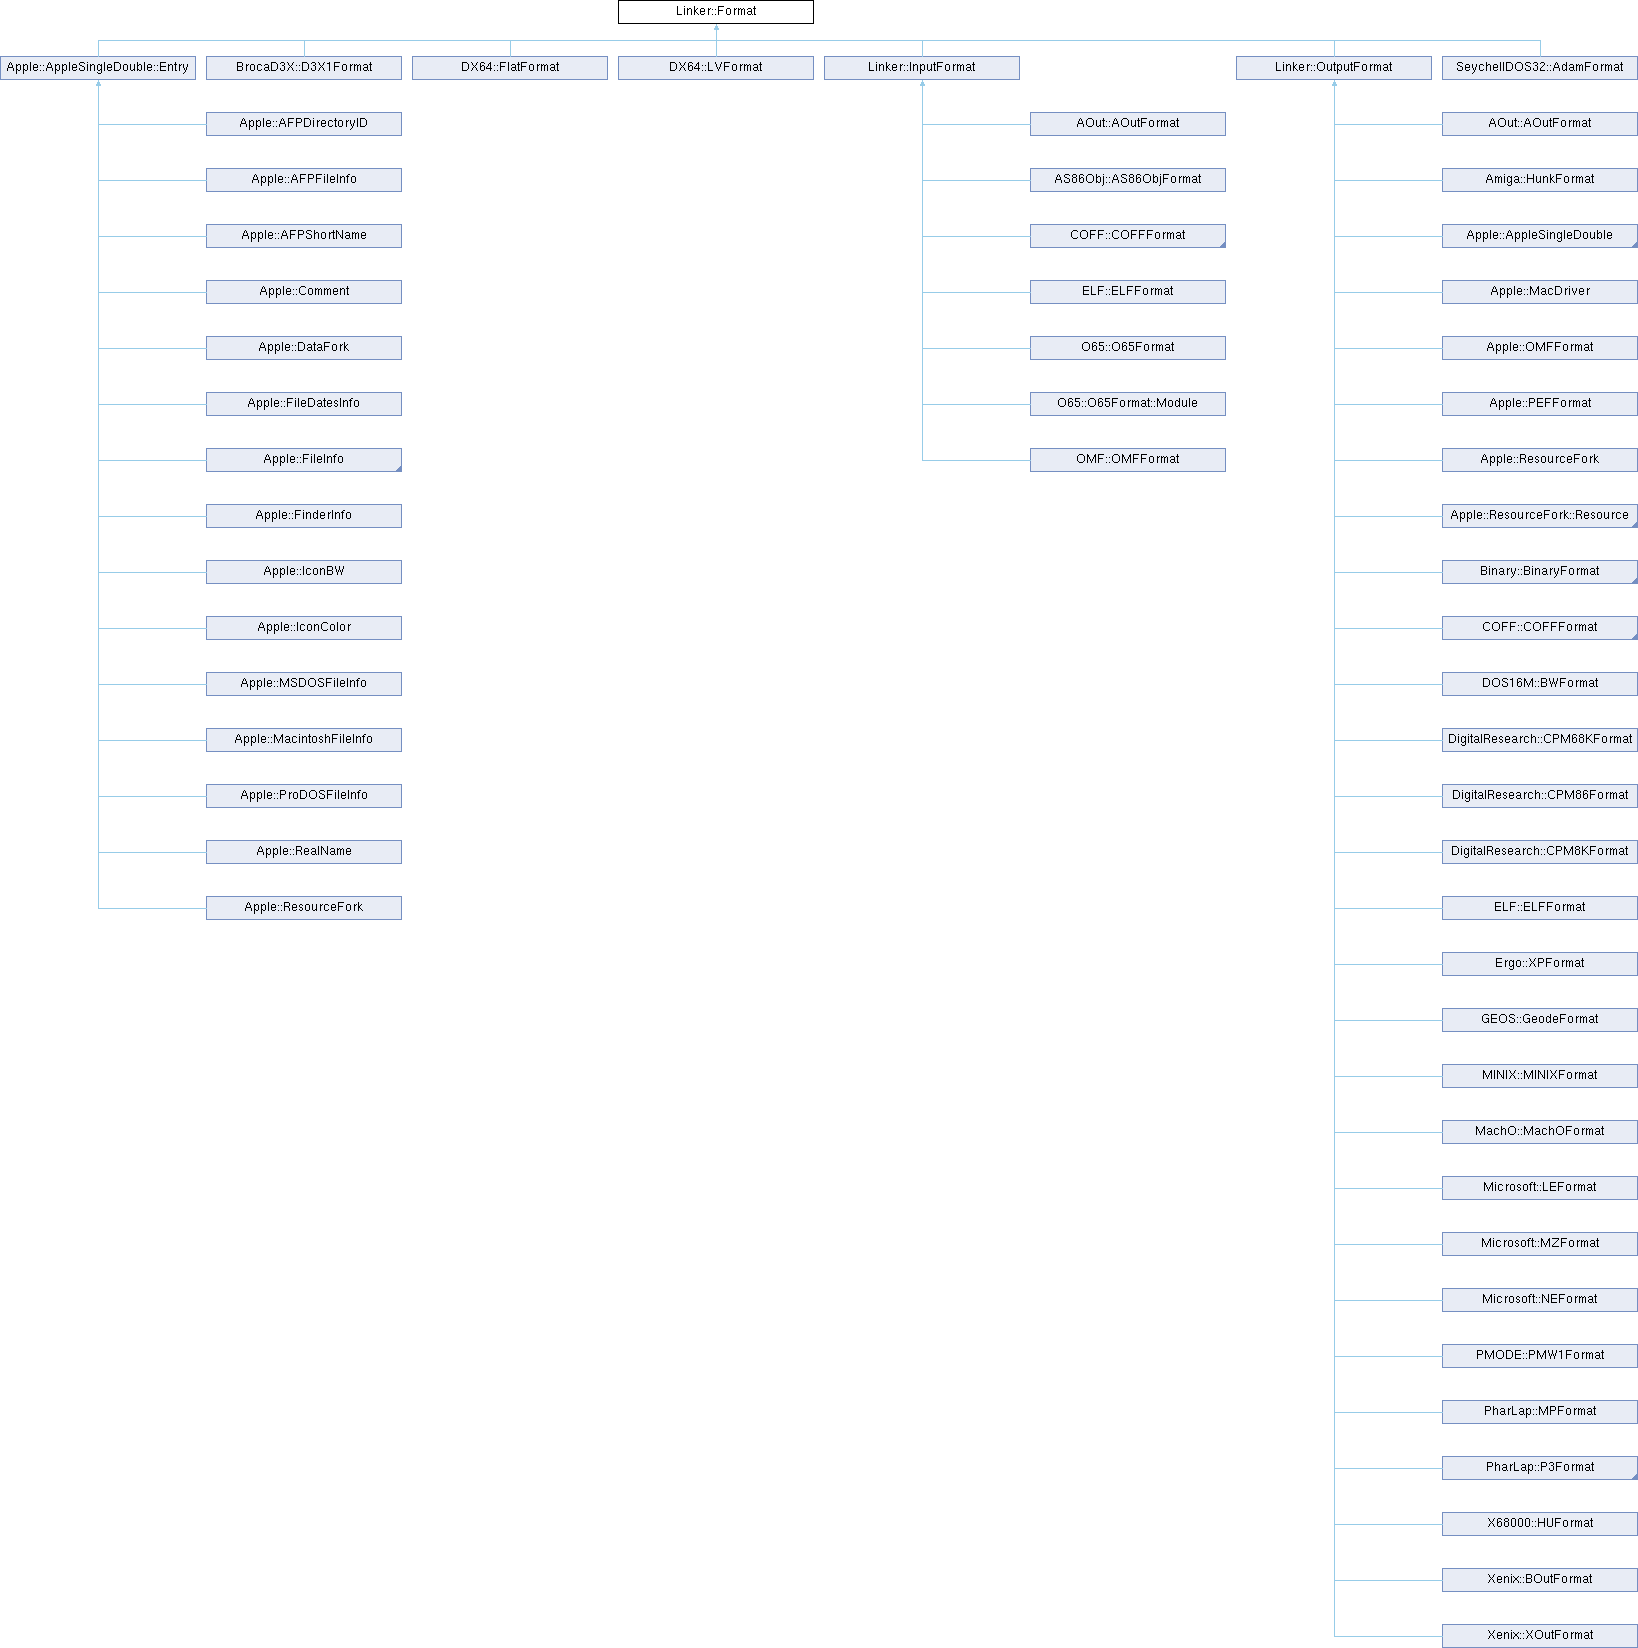 Linker::Format
Apple::AppleSingleDouble::Entry
BrocaD3X::D3X1Format
DX64::FlatFormat
DX64::LVFormat
Linker::InputFormat
Linker::OutputFormat
SeychellDOS32::AdamFormat
Apple::AFPDirectoryID
Apple::AFPFileInfo
Apple::AFPShortName
Apple::Comment
Apple::DataFork
Apple::FileDatesInfo
Apple::FileInfo
Apple::FinderInfo
Apple::IconBW
Apple::IconColor
Apple::MSDOSFileInfo
Apple::MacintoshFileInfo
Apple::ProDOSFileInfo
Apple::RealName
Apple::ResourceFork
AOut::AOutFormat
AS86Obj::AS86ObjFormat
COFF::COFFFormat
ELF::ELFFormat
O65::O65Format
O65::O65Format::Module
OMF::OMFFormat
AOut::AOutFormat
Amiga::HunkFormat
Apple::AppleSingleDouble
Apple::MacDriver
Apple::OMFFormat
Apple::PEFFormat
Apple::ResourceFork
Apple::ResourceFork::Resource
Binary::BinaryFormat
COFF::COFFFormat
DOS16M::BWFormat
DigitalResearch::CPM68KFormat
DigitalResearch::CPM86Format
DigitalResearch::CPM8KFormat
ELF::ELFFormat
Ergo::XPFormat
GEOS::GeodeFormat
MINIX::MINIXFormat
MachO::MachOFormat
Microsoft::LEFormat
Microsoft::MZFormat
Microsoft::NEFormat
PMODE::PMW1Format
PharLap::MPFormat
PharLap::P3Format
X68000::HUFormat
Xenix::BOutFormat
Xenix::XOutFormat